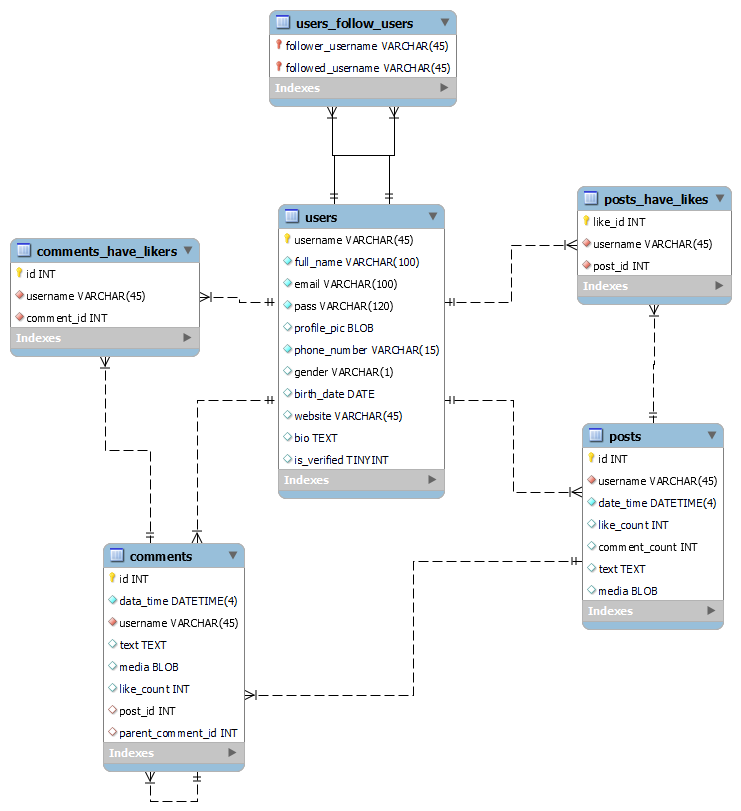 users_follow_users
follower_username VARCHAR(45)
followed_username VARCHAR(45)
Indexes
users
username VARCHAR(45)
full_name VARCHAR(100)
email VARCHAR(100)
pass VARCHAR(120)
profile_pic BLOB
phone_number VARCHAR(15)
gender VARCHAR(1)
birth_date DATE
website VARCHAR(45)
bio TEXT
is_verified TINYINT
Indexes
posts_have_likes
like_id INT
username VARCHAR(45)
post_id INT
Indexes
comments_have_likers
id INT
username VARCHAR(45)
comment_id INT
Indexes
posts
id INT
username VARCHAR(45)
date_time DATETIME(4)
like_count INT
comment_count INT
text TEXT
media BLOB
Indexes
comments
id INT
data_time DATETIME(4)
username VARCHAR(45)
text TEXT
media BLOB
like_count INT
post_id INT
parent_comment_id INT
Indexes